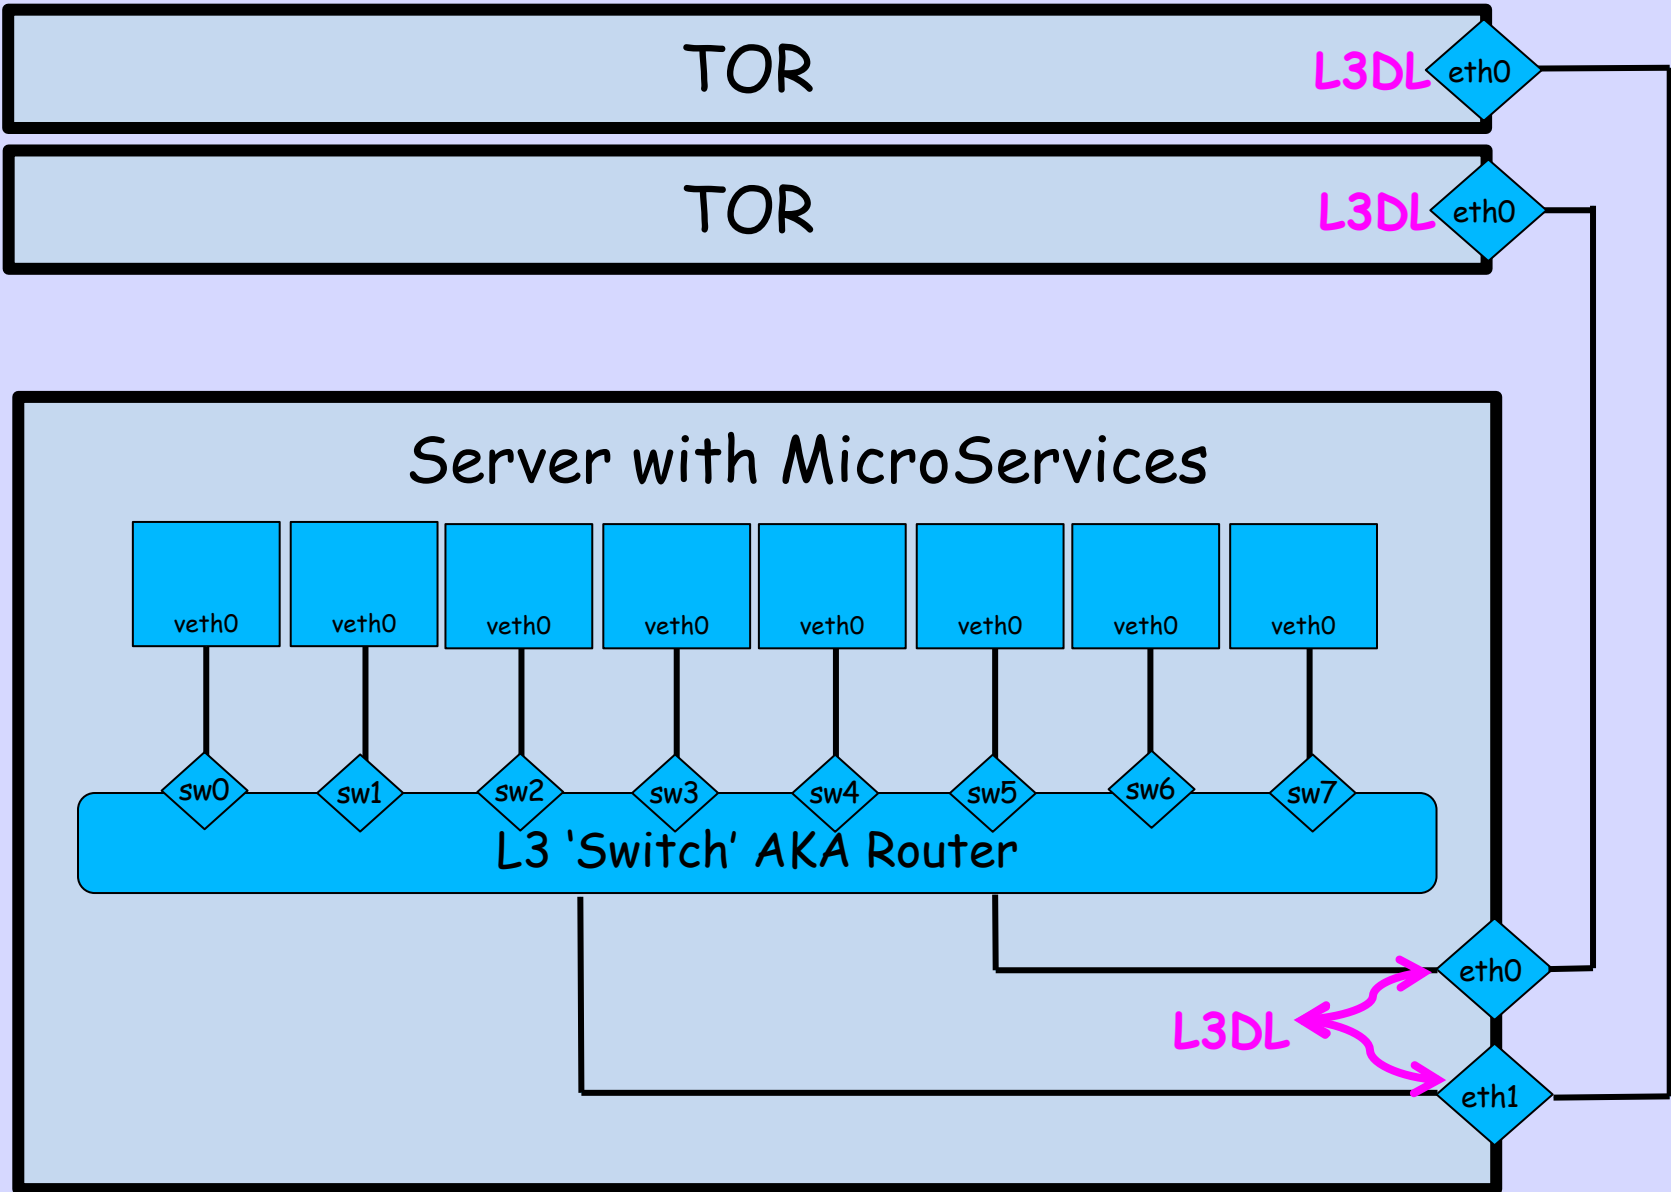 TOR
L3DL
eth0
TOR
L3DL
eth0
Server with MicroServices
veth0
veth0
veth0
veth0
veth0
veth0
veth0
veth0
sw0
sw1
sw2
sw3
sw4
sw5
sw6
sw7
L3 ‘Switch’ AKA Router
eth0
L3DL
eth1